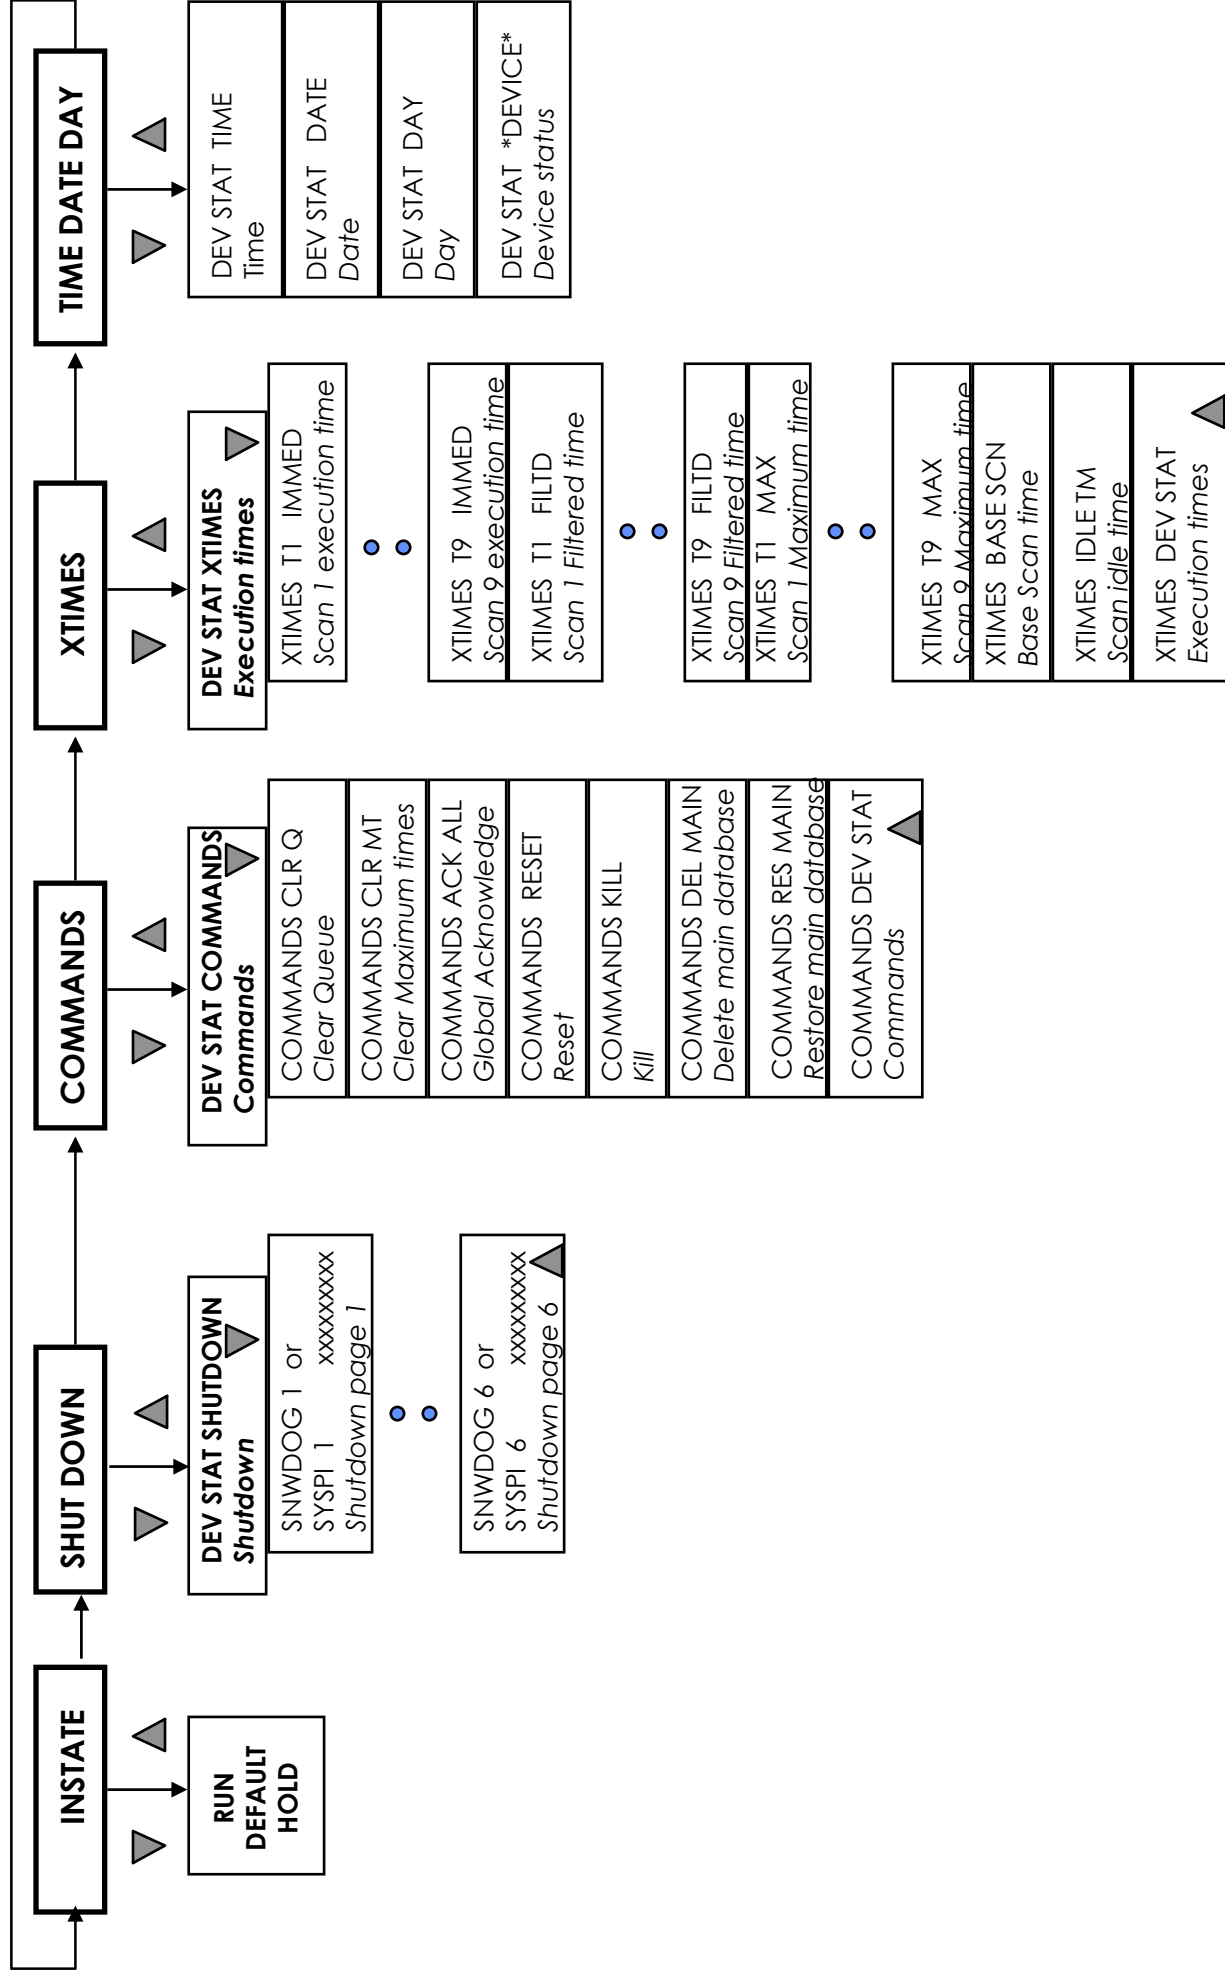 INSTATE
RUN
DEFAULT
HOLD
SHUT DOWN
DEV STAT SHUTDOWN
Shutdown
SNWDOG 1 or
SYSPI 1 xxxxxxxxx
Shutdown page 1
SNWDOG 6 or
SYSPI 6 xxxxxxxxx
Shutdown page 6
COMMANDS
DEV STAT COMMANDS
Commands
COMMANDS CLR Q
Clear Queue
COMMANDS CLR MT
Clear Maximum times
COMMANDS ACK ALL
Global Acknowledge
COMMANDS RESET
Reset
COMMANDS KILL
Kill
COMMANDS DEL MAIN
Delete main database
COMMANDS RES MAIN
Restore main database
COMMANDS DEV STAT
Commands
XTIMES
DEV STAT XTIMES
Execution times
XTIMES T1 IMMED
Scan 1 execution time
XTIMES T9 IMMED
Scan 9 execution time
XTIMES T1 FILTD
Scan 1 Filtered time
XTIMES T9 FILTD
Scan 9 Filtered time
XTIMES T1 MAX
Scan 1 Maximum time
XTIMES T9 MAX
Scan 9 Maximum time
XTIMES BASE SCN
Base Scan time
XTIMES IDLE TM
Scan idle time
XTIMES DEV STAT
Execution times
TIME DATE DAY
DEV STAT TIME
Time
DEV STAT DATE
Date
DEV STAT DAY
Day
DEV STAT *DEVICE*
Device status